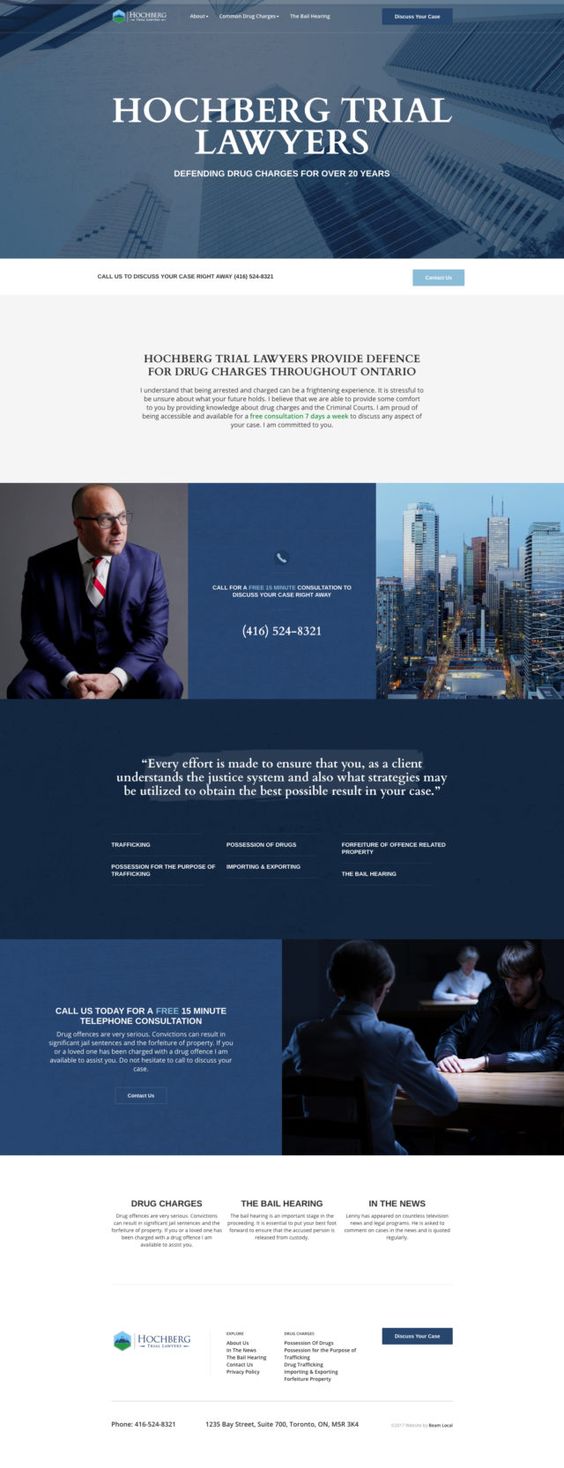 HOCHBERG
TRIAL LAWYERS
About Common Drug Charges The Bail Hearing
Discuss Your Case
HOCHBERG TRIAL
LAWYERS
DEFENDING DRUG CHARGES FOR OVER 20 YEARS
CALL US TO DISCUSS YOUR CASE RIGHT AWAY (416) 524-8321
Contact Us
HOCHBERG TRIAL LAWYERS PROVIDE DEFENCE
FOR DRUG CHARGES THROUGHOUT ONTARIO
I understand that being arrested and charged can be a frightening experience. It is stressful to
be unsure about what your future holds. I believe that we are able to provide some comfort
to you by providing knowledge about drug charges and the Criminal Courts. I am proud of
being accessible and available for a free consultation 7 days a week to discuss any aspect of
your case. I am committed to you.
CALL FOR A FREE 15 MINUTE CONSULTATION TO
DISCUSS YOUR CASE RIGHT AWAY
(416) 524-8321
“Every effort is made to ensure that you, as a client
understands the justice system and also what strategies may
be utilized to obtain the best possible result in your case.”
TRAFFICKING
POSSESSION FOR THE PURPOSE OF
TRAFFICKING
POSSESSION OF DRUGS
IMPORTING & EXPORTING
FORFEITURE OF OFFENCE RELATED
PROPERTY
THE BAIL HEARING
CALL US TODAY FOR A FREE 15 MINUTE
TELEPHONE CONSULTATION
Drug offences are very serious. Convictions can result in
significant jail sentences and the forfeiture of property. If you
or a loved one has been charged with a drug offence I am
available to assist you. Do not hesitate to call to discuss your
case.
Contact Us
DRUG CHARGES
Drug offences are very serious. Convictions
can result in significant jail sentences and the
forfeiture of property. If you or a loved one has
been charged with a drug offence I am
available to assist you.
THE BAIL HEARING
The bail hearing is an important stage in the
proceeding. It is essential to put your best foot
forward to ensure that the accused person is
released from custody.
IN THE NEWS
Lenny has appeared on countless television
news and legal programs. He is asked to
comment on cases in the news and is quoted
regularly.
HOCHBERG
TRIAL LAWYERS
EXPLORE
About Us
In The News
The Bail Hearing
Contact Us
Privacy Policy
DRUG CHARGES
Possession Of Drugs
Possession for the Purpose of
Trafficking
Drug Trafficking
Importing & Exporting
Forfeiture Property
Discuss Your Case
Phone: 416-524-8321
1235 Bay Street, Suite 700, Toronto, ON, M5R 3K4
©2017 Website by Beam Local